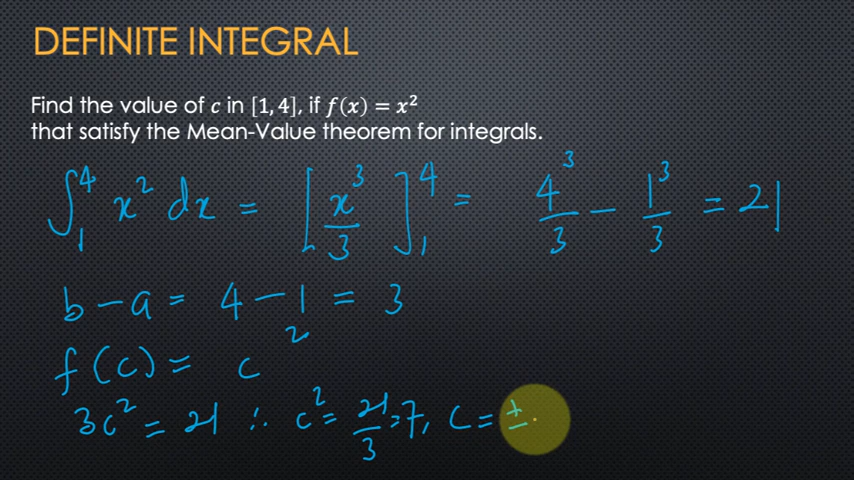 DEFINITE INTEGRAL
Find the value of c in [1, 4], if f(x) = x²
that satisfy the Mean-Value theorem for integrals.
∫₁⁴ x² dx = [x³/3]₁⁴ = 4³/3 − 1³/3 = 21
b − a = 4 − 1 = 3
f(c) = c²
3c² = 21 ∴ c² = 21/3 = 7, c = ±